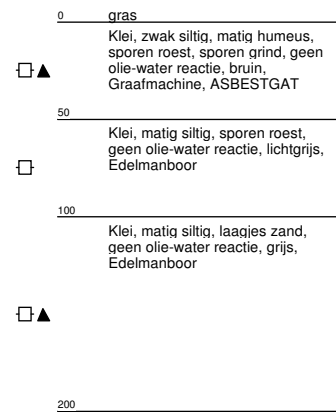 0 gras
Klei, zwak siltig, matig humeus,
sporen roest, sporen grind, geen
olie-water reactie, bruin,
Graafmachine, ASBESTGAT
50
Klei, matig siltig, sporen roest,
geen olie-water reactie, lichtgrijs,
Edelmanboor
100
Klei, matig siltig, laagjes zand,
geen olie-water reactie, grijs,
Edelmanboor
200